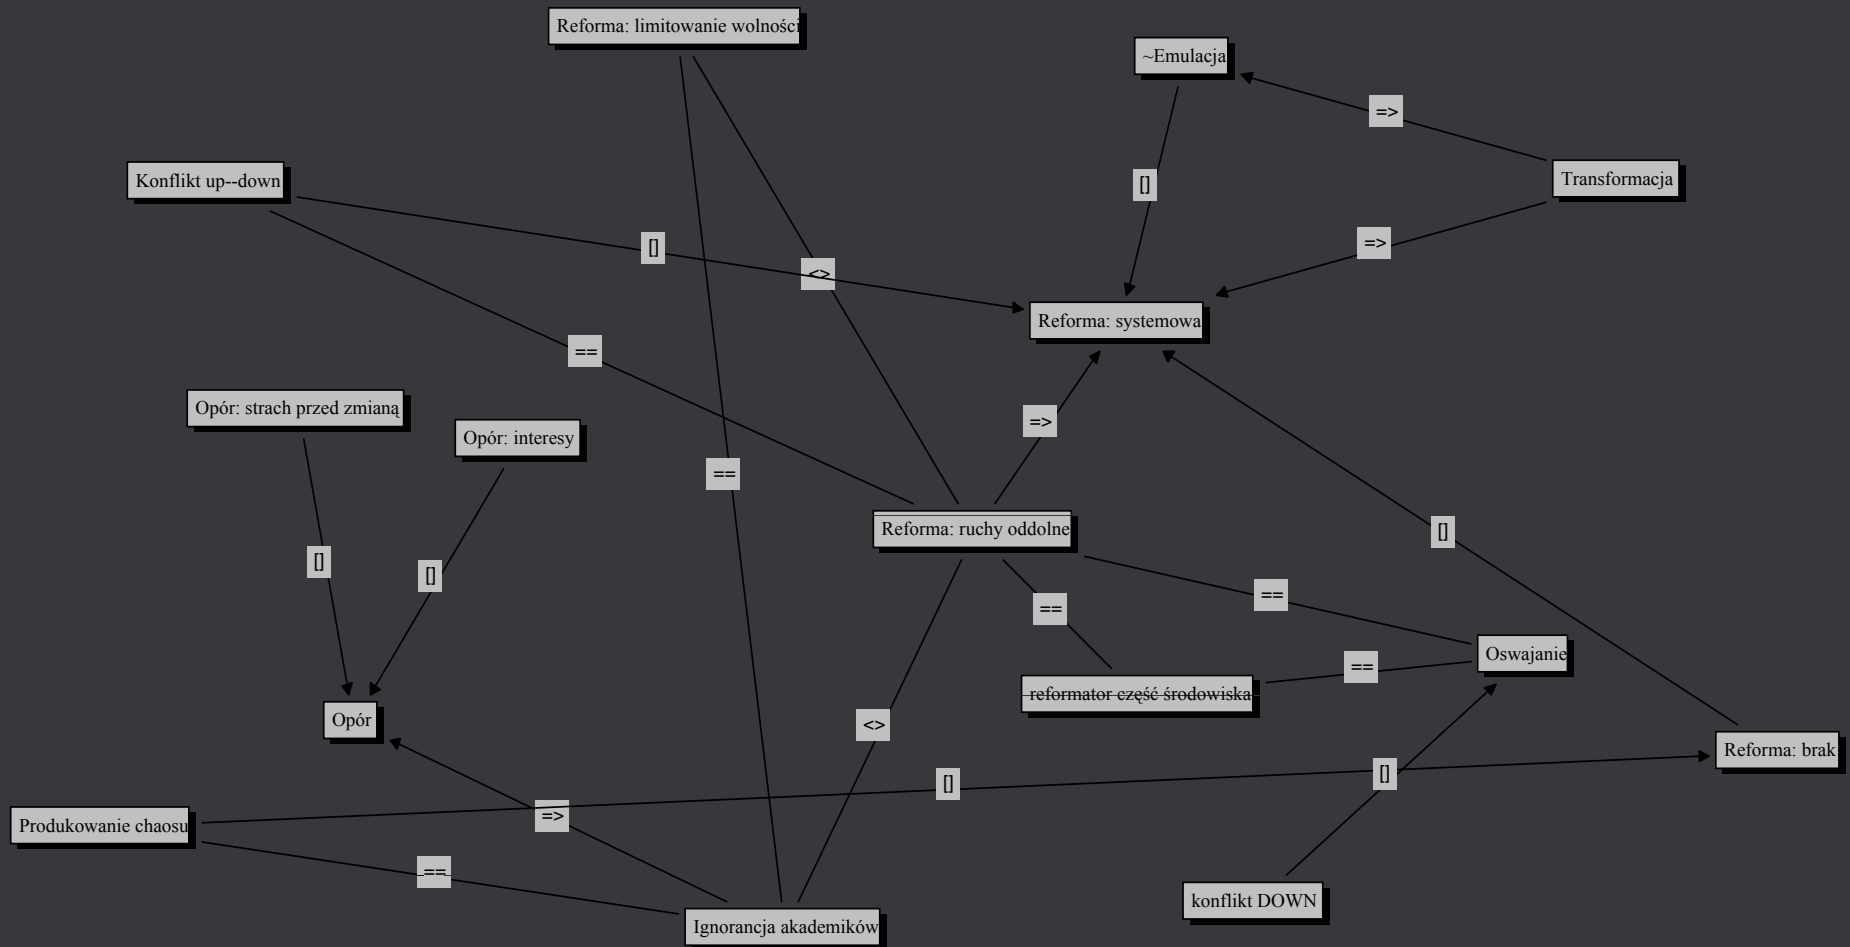 Reforma: limitowanie wolności
~Emulacja
=>
Konflikt up--down
[]
Transformacja
[]
<>
=>
Reforma: systemowa
==
Opór: strach przed zmianą
Opór: interesy
=>
==
Reforma: ruchy oddolne
[]
[]
[]
==
==
Oswajanie
==
reformator część środowiska
Opór
<>
Reforma: brak
[]
[]
Produkowanie chaosu
=>
==
konflikt DOWN
Ignorancja akademików